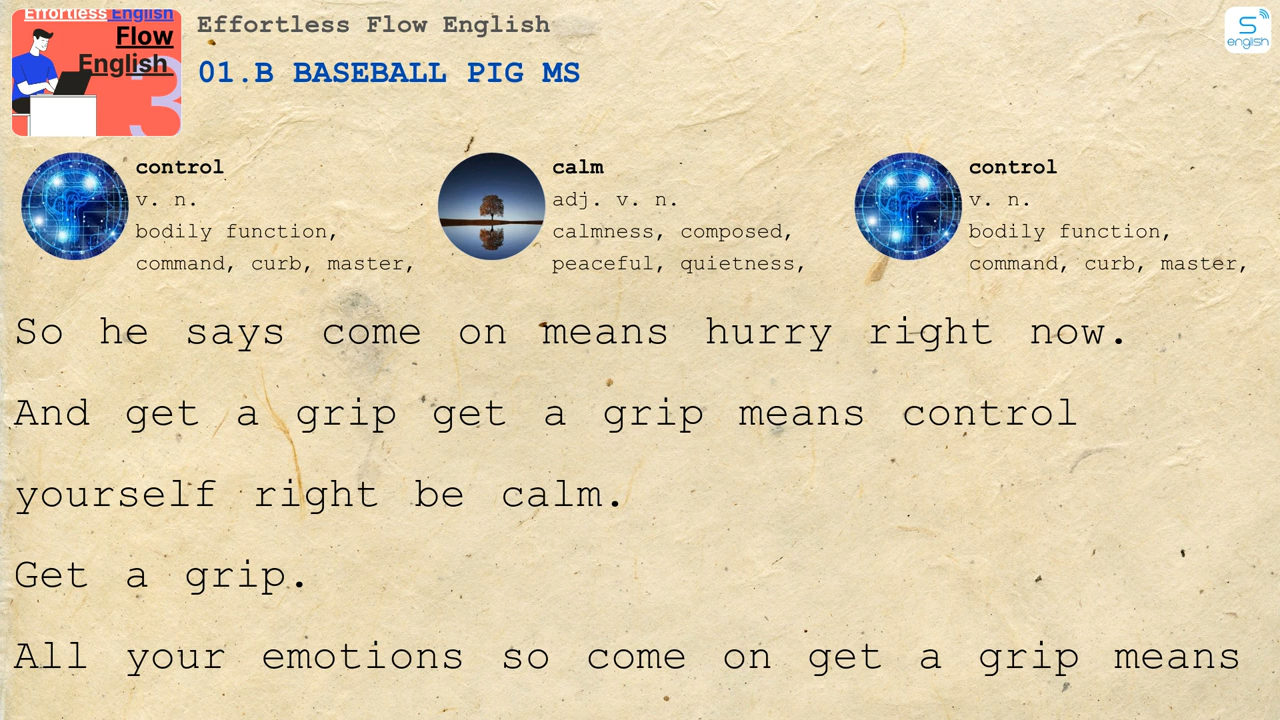 Effortless English
Flow
English
3
Effortless Flow English
01.B BASEBALL PIG MS
S
english
control
v. n.
bodily function,
command, curb, master,
calm
adj. v. n.
calmness, composed,
peaceful, quietness,
control
v. n.
bodily function,
command, curb, master,
So he says come on means hurry right now.
And get a grip get a grip means control
yourself right be calm.
Get a grip.
All your emotions so come on get a grip means